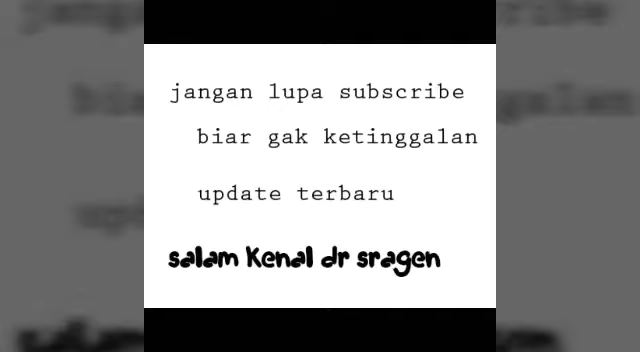 jangan lupa subscribe
biar gak ketinggalan
update terbaru
salam kenal dr sragen